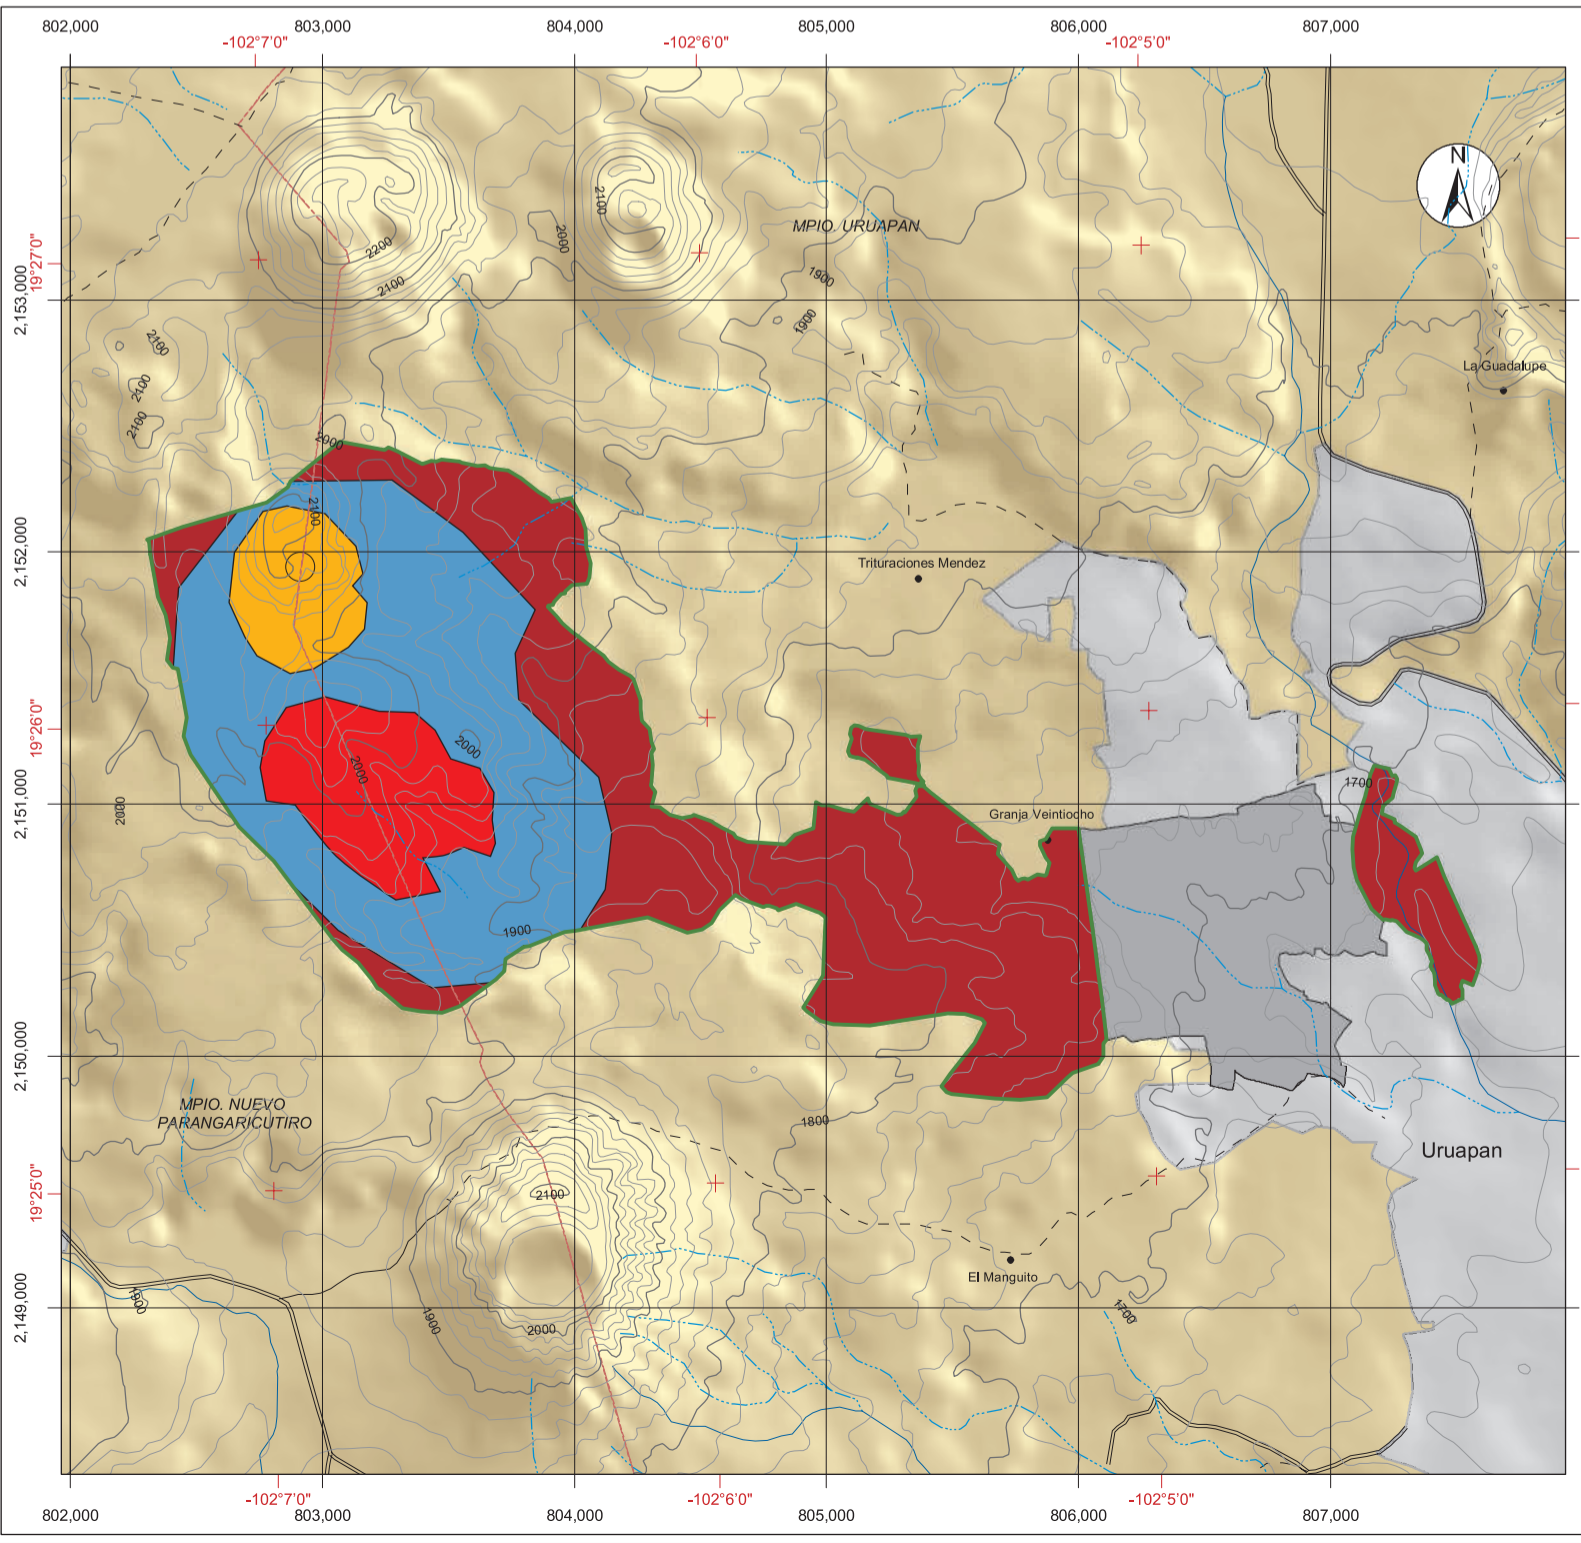 802,000 803,000 804,000 805,000 806,000 807,000
-102°7'0" -102°6'0" -102°5'0"
N
2100
MPIO. URUAPAN
2000
2200
19°27'0"
1900
2100
2,153,000
1900
2100
La Guadalupe
2100
2100
2000
2100
2,152,000
Trituraciones Mendez
19°26'0"
2000
2000
1700
2,151,000
2000
Granja Veintiocho
1900
2,150,000
MPIO. NUEVO
PARANGARICUTIRO
1800
Uruapan
19°25'0"
2100
El Manguito
2,149,000
1900
1900
2000
1700
-102°7'0" -102°6'0" -102°5'0"
802,000 803,000 804,000 805,000 806,000 807,000